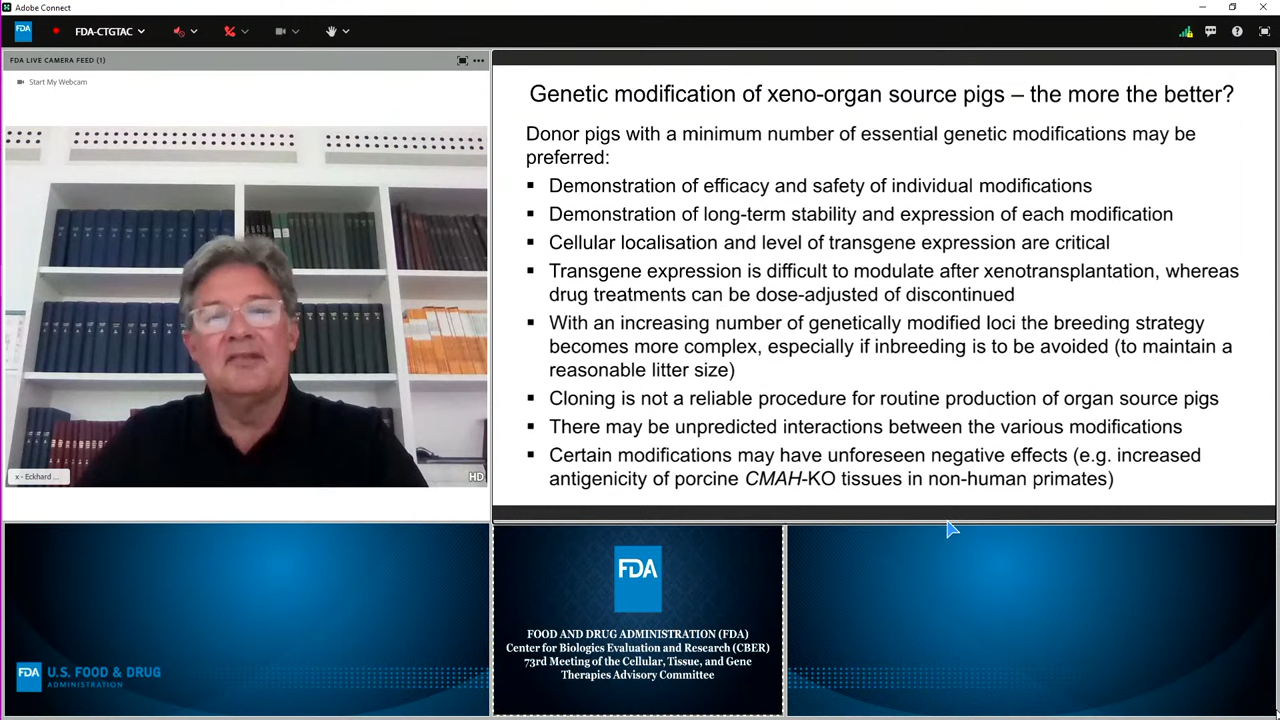 Adobe Connect
FDA
FDA-CTGTAC
FDA LIVE CAMERA FEED (1)
Start My Webcam
x - Eckhard ...
HD
Genetic modification of xeno-organ source pigs – the more the better?
Donor pigs with a minimum number of essential genetic modifications may be
preferred:
▪ Demonstration of efficacy and safety of individual modifications
▪ Demonstration of long-term stability and expression of each modification
▪ Cellular localisation and level of transgene expression are critical
▪ Transgene expression is difficult to modulate after xenotransplantation, whereas
drug treatments can be dose-adjusted of discontinued
▪ With an increasing number of genetically modified loci the breeding strategy
becomes more complex, especially if inbreeding is to be avoided (to maintain a
reasonable litter size)
▪ Cloning is not a reliable procedure for routine production of organ source pigs
▪ There may be unpredicted interactions between the various modifications
▪ Certain modifications may have unforeseen negative effects (e.g. increased
antigenicity of porcine CMAH-KO tissues in non-human primates)
FDA
U.S. FOOD & DRUG
ADMINISTRATION
FDA
FOOD AND DRUG ADMINISTRATION (FDA)
Center for Biologics Evaluation and Research (CBER)
73rd Meeting of the Cellular, Tissue, and Gene
Therapies Advisory Committee